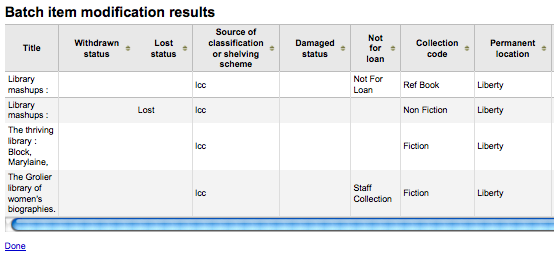 Batch item modification results
Title Withdrawn status Lost status Source of classification or shelving scheme Damaged status Not for loan Collection code Permanent location
Library mashups : lcc Not For Loan Ref Book Liberty
Library mashups : Lost lcc Non Fiction Liberty
The thriving library : Block, Marylaine, lcc Fiction Liberty
The Grolier library of women's biographies. lcc Staff Collection Fiction Liberty
Done